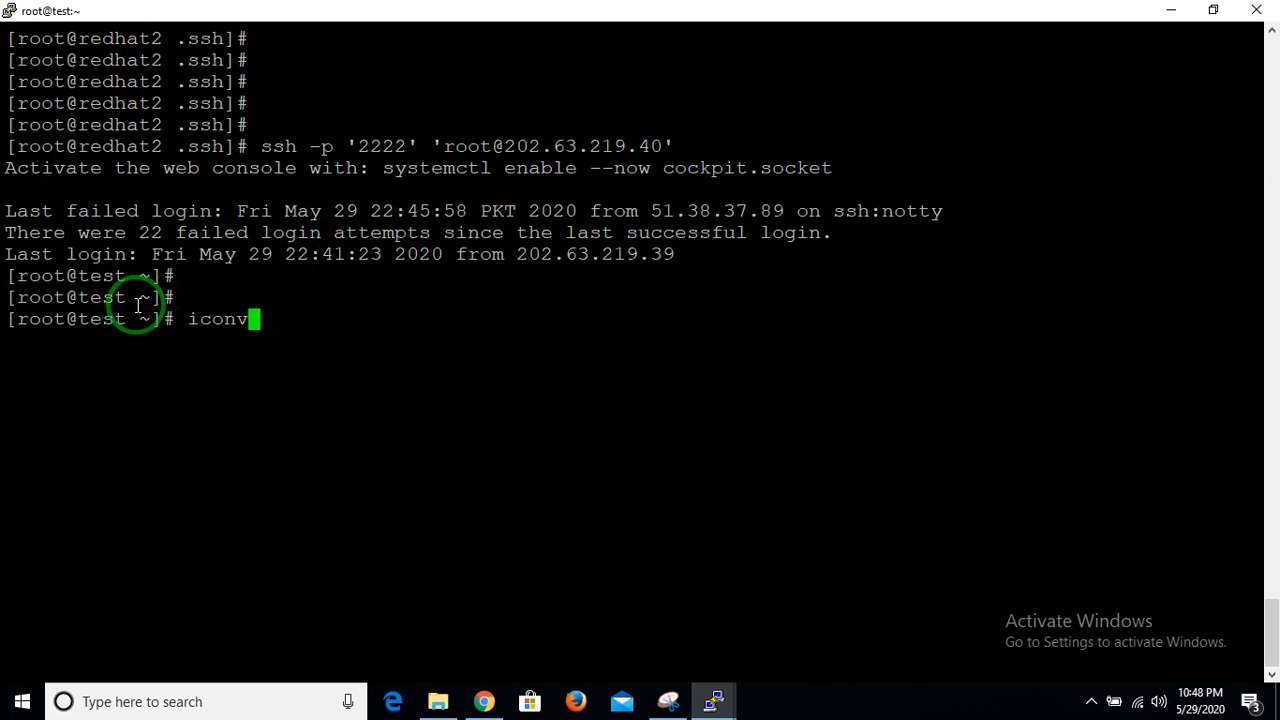 root@test:~
[root@redhat2 .ssh]#
[root@redhat2 .ssh]#
[root@redhat2 .ssh]#
[root@redhat2 .ssh]#
[root@redhat2 .ssh]#
[root@redhat2 .ssh]# ssh -p '2222' 'root@202.63.219.40'
Activate the web console with: systemctl enable --now cockpit.socket
Last failed login: Fri May 29 22:45:58 PKT 2020 from 51.38.37.89 on ssh:notty
There were 22 failed login attempts since the last successful login.
Last login: Fri May 29 22:41:23 2020 from 202.63.219.39
[root@test ~]#
[root@test ~]#
[root@test ~]# iconv
Activate Windows
Go to Settings to activate Windows.
Type here to search
10:48 PM
5/29/2020
3